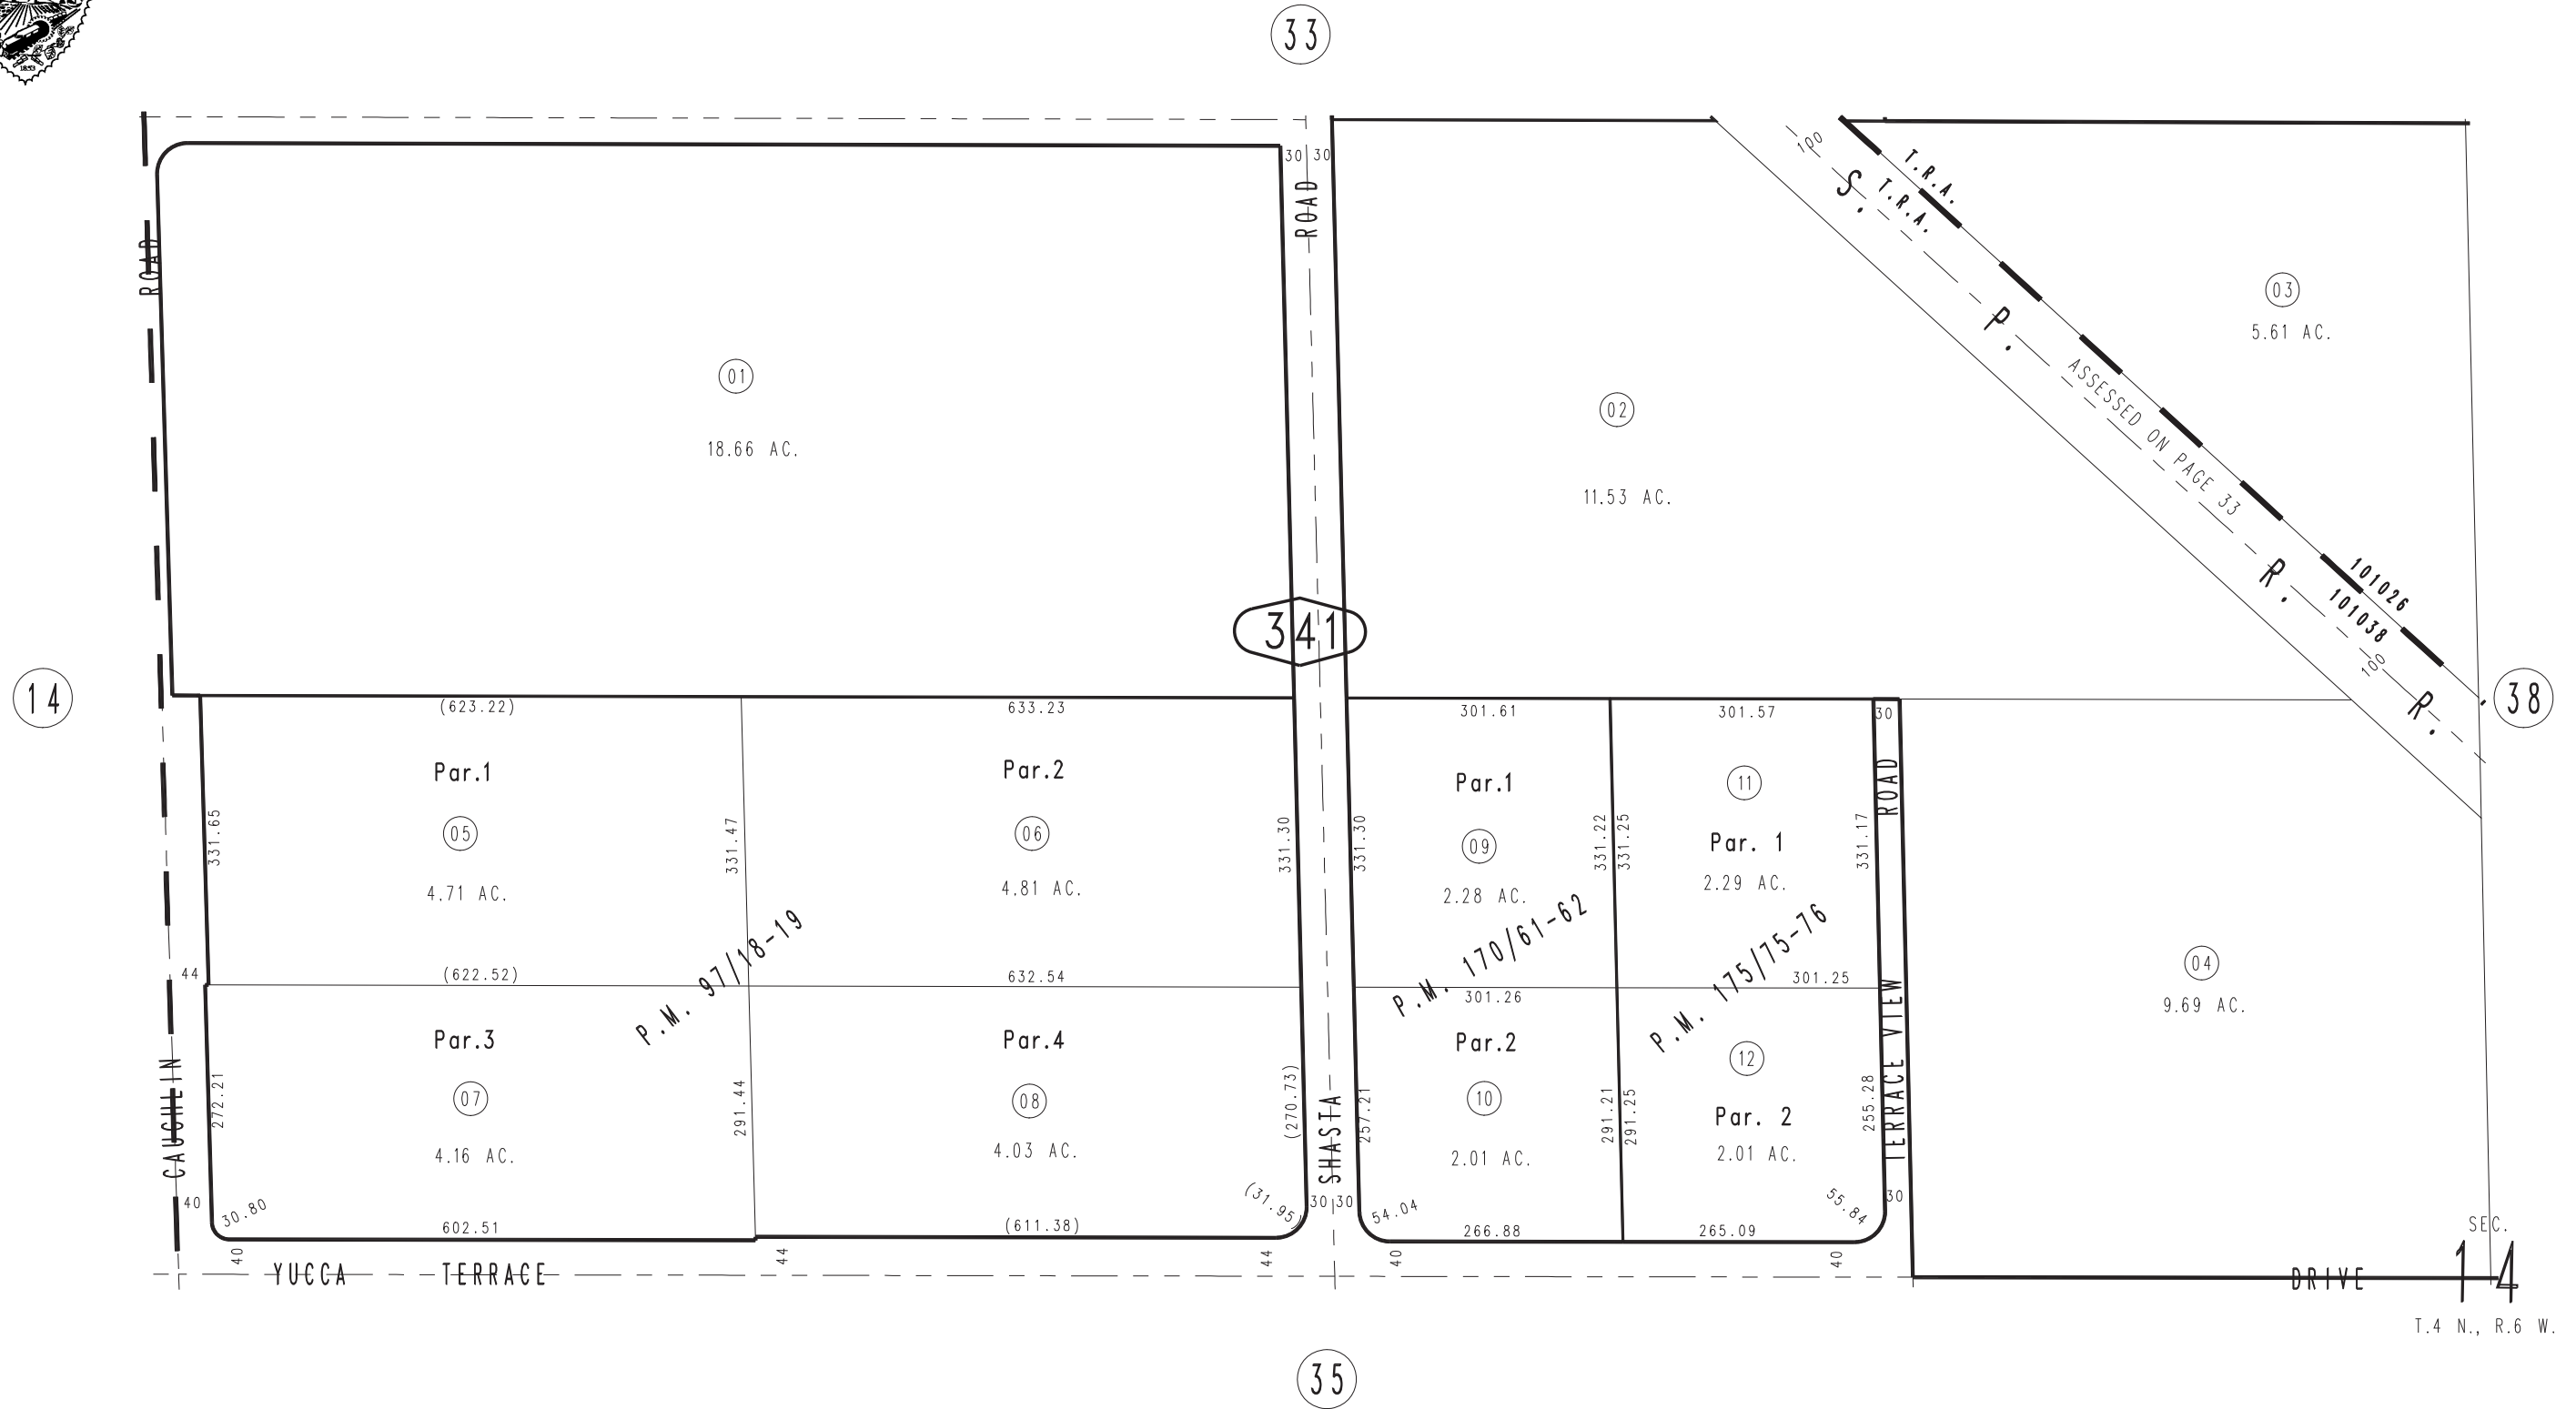 1853
33
30 30
ROAD
100
S. P. R. R.
T.R.A.
T.R.A.
ROAD
03
5.61 AC.
01
18.66 AC.
02
11.53 AC.
ASSESSED ON PAGE 33
101026
101038
100
341
14
38
(623.22)
633.23
301.61
301.57
30
Par.1
05
4.71 AC.
331.65
331.47
Par.2
06
4.81 AC.
331.30
331.30
Par.1
09
2.28 AC.
331.22
331.25
11
Par. 1
2.29 AC.
331.17
ROAD
44
(622.52)
632.54
P.M. 97/18-19
P.M. 170/61-62
P.M. 175/75-76
301.26
301.25
04
9.69 AC.
Par.3
07
4.16 AC.
272.21
291.44
Par.4
08
4.03 AC.
(270.73)
257.21
Par.2
10
2.01 AC.
291.21
291.25
12
Par. 2
2.01 AC.
255.28
CAUGHLIN
SHASTA
TERRACE VIEW
40
30.80
602.51
(611.38)
(31.95)
30 30
54.04
266.88
265.09
55.84
30
40
44
44
40
40
YUCCA TERRACE DRIVE
SEC.
14
T.4 N., R.6 W.
35